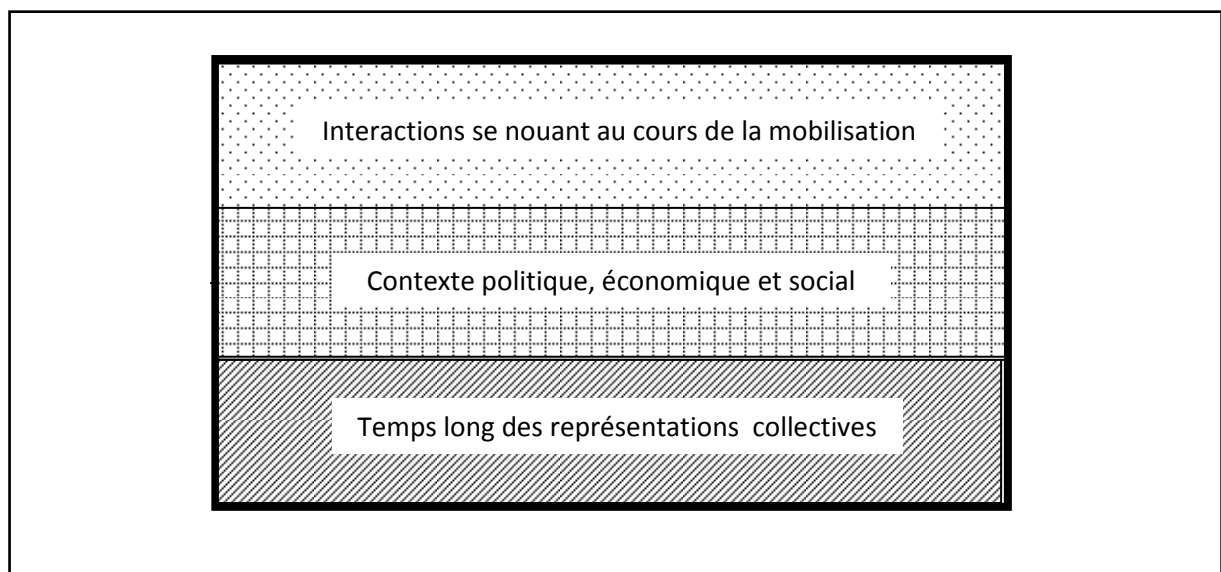 Interactions se nouant au cours de la mobilisation
Contexte politique, économique et social
Temps long des représentations collectives